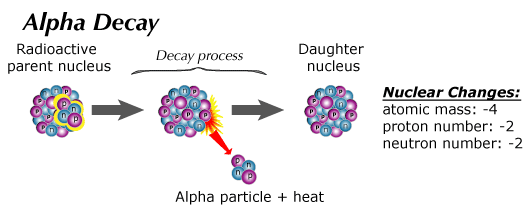 Alpha Decay
Radioactive
parent nucleus
Decay process
Daughter
nucleus
Nuclear Changes:
atomic mass: -4
proton number: -2
neutron number: -2
Alpha particle + heat